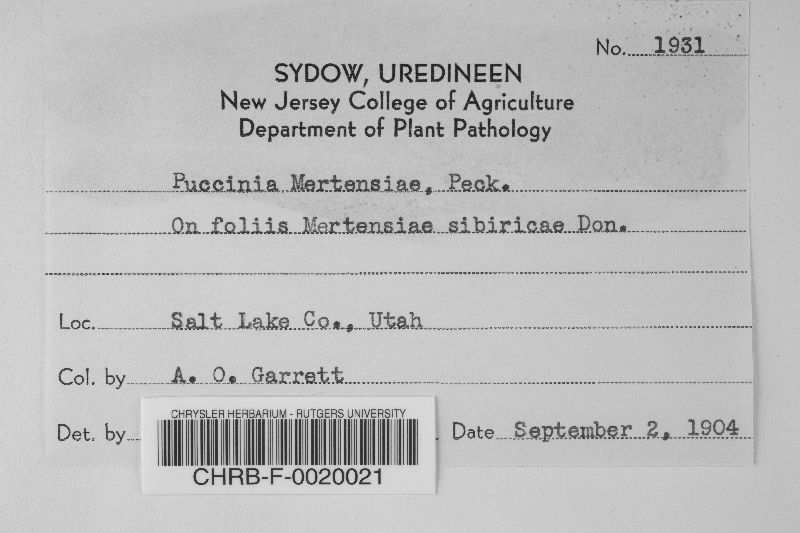 No. 1931
SYDOW, UREDINEEN
New Jersey College of Agriculture
Department of Plant Pathology
Puccinia Mertensiae, Peck.
On foliis Mertensiae sibiricae Don.
Loc. Salt Lake Co., Utah
Col. by A. O. Garrett
Det. by Date September 2, 1904
CHRYSLER HERBARIUM - RUTGERS UNIVERSITY
CHRB-F-0020021